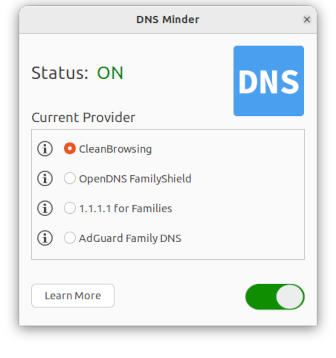 DNS Minder
Status: ON
DNS
Current Provider
CleanBrowsing
OpenDNS FamilyShield
1.1.1.1 for Families
AdGuard Family DNS
Learn More